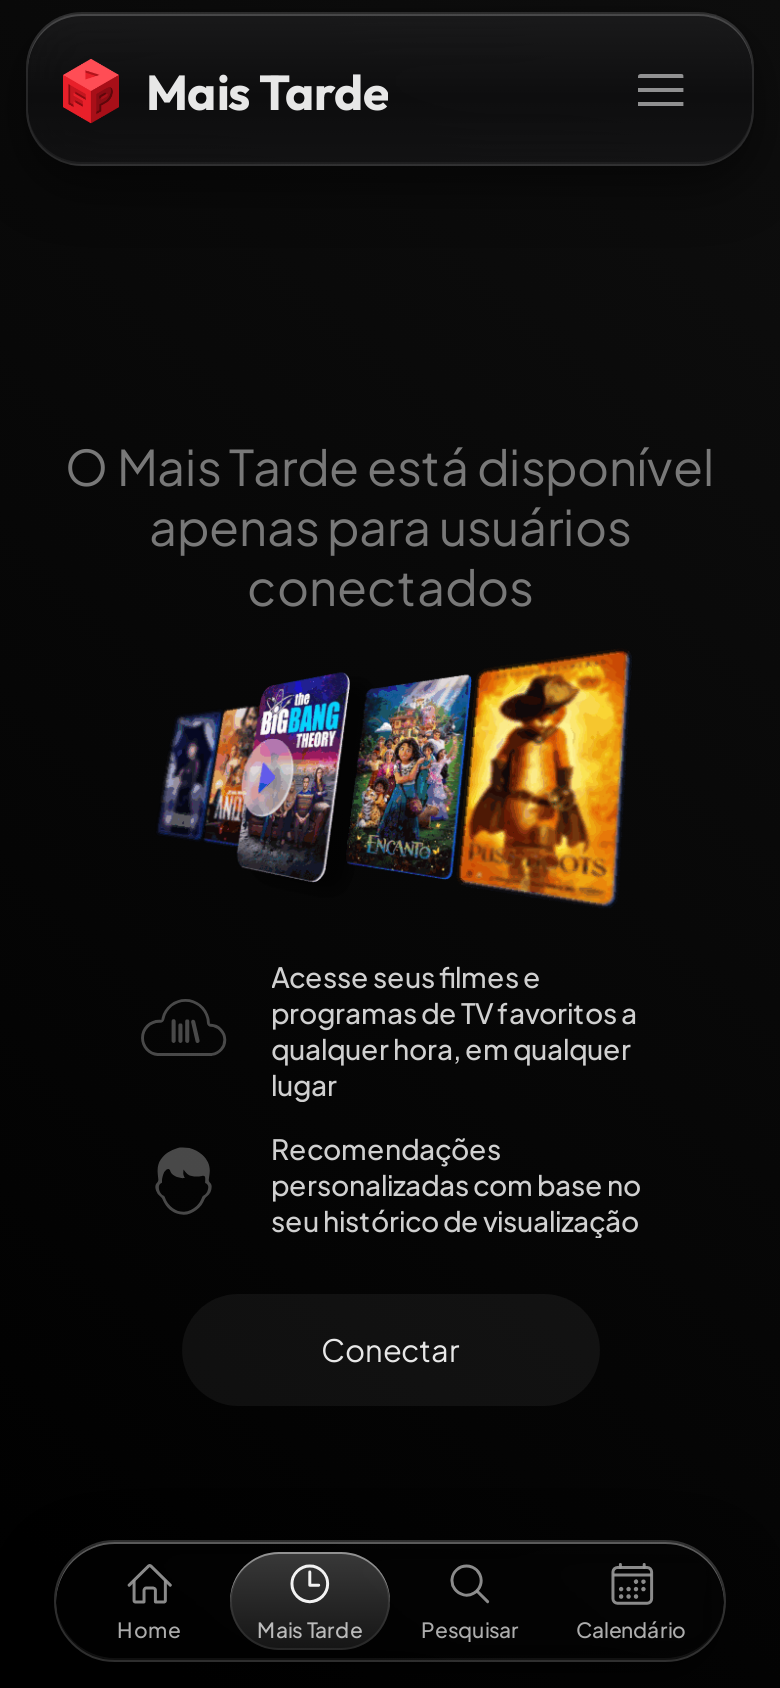 Mais Tarde
O Mais Tarde está disponível
apenas para usuários
conectados
the
BIG BANG
THEORY
AND
ENCANTO
Acesse seus filmes e
programas de TV favoritos a
qualquer hora, em qualquer
lugar
Recomendações
personalizadas com base no
seu histórico de visualização
Conectar
Home
Mais Tarde
Pesquisar
Calendário